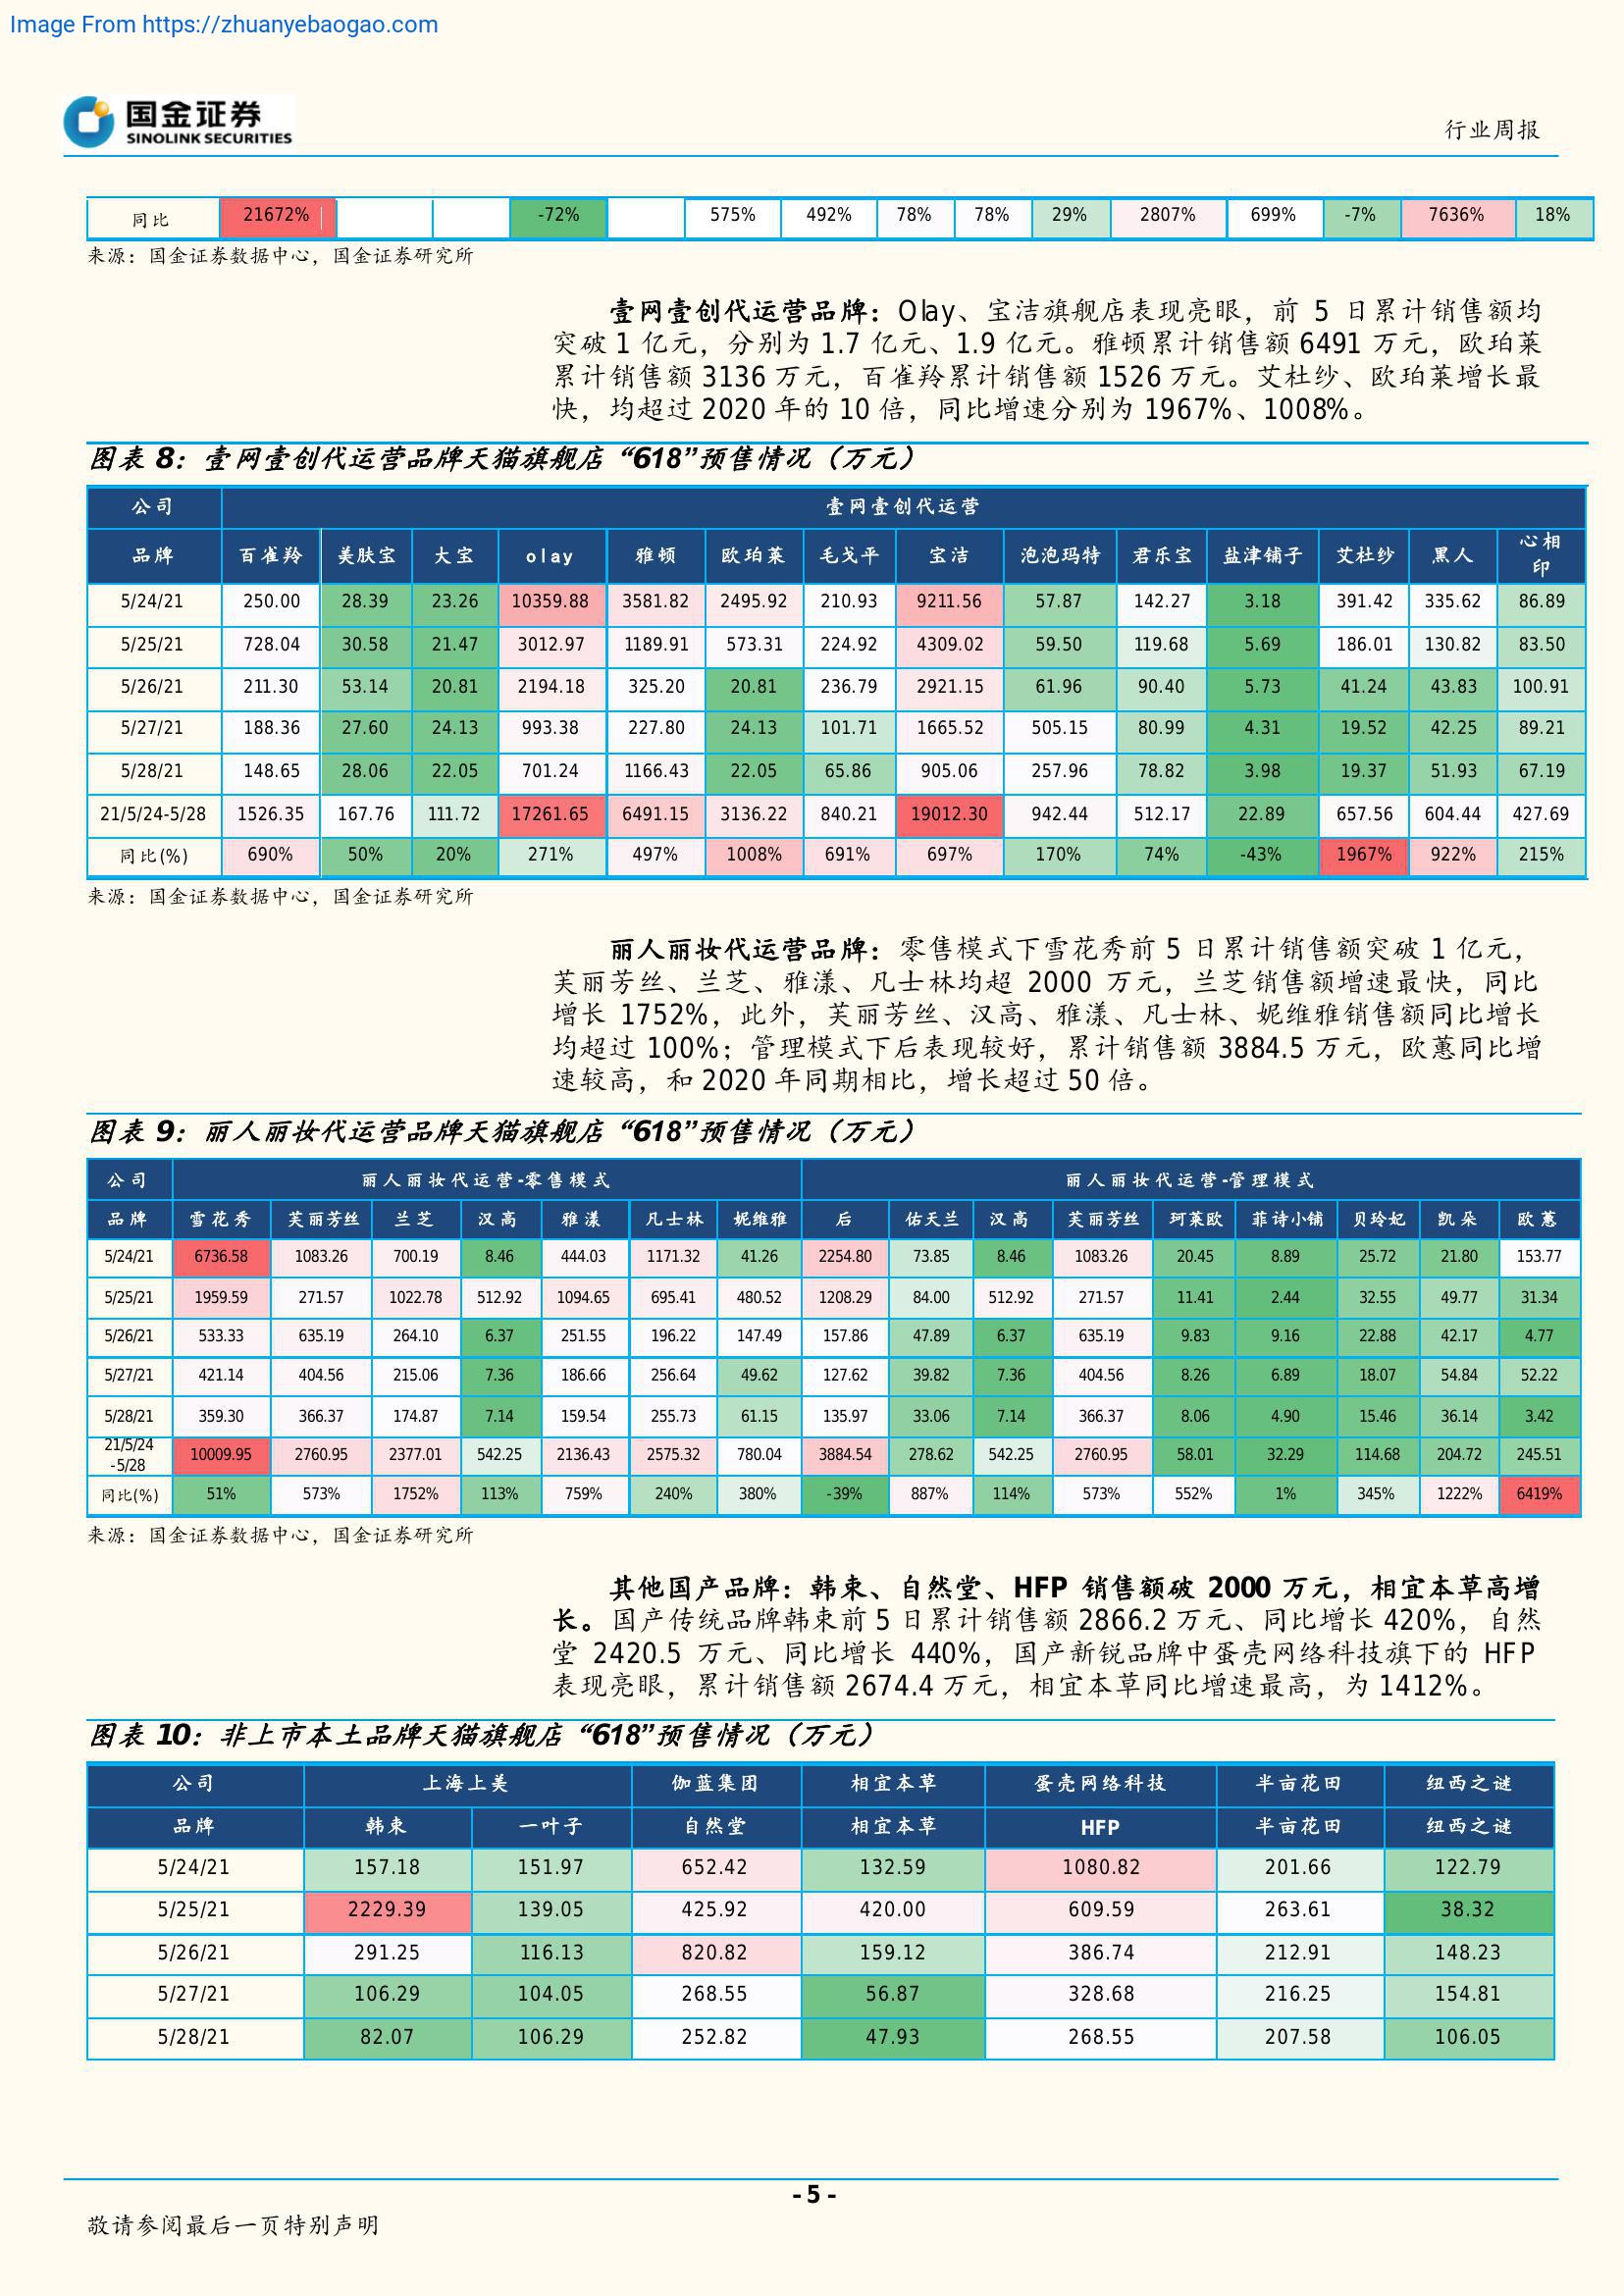 Image From https://zhuanyebaogao.com
国金证券
SINOLINK SECURITIES
行业周报
同比 21672% -72% 575% 492% 78% 78% 29% 2807% 699% -7% 7636% 18%
来源：国金证券数据中心，国金证券研究所
壹网壹创代运营品牌：Olay、宝洁旗舰店表现亮眼，前 5 日累计销售额均
突破 1 亿元，分别为 1.7 亿元、1.9 亿元。雅顿累计销售额 6491 万元，欧珀莱
累计销售额 3136 万元，百雀羚累计销售额 1526 万元。艾杜纱、欧珀莱增长最
快，均超过 2020 年的 10 倍，同比增速分别为 1967%、1008%。
图表 8：壹网壹创代运营品牌天猫旗舰店“618”预售情况（万元）
公司 壹网壹创代运营
品牌 百雀羚 美肤宝 大宝 olay 雅顿 欧珀莱 毛戈平 宝洁 泡泡玛特 君乐宝 盐津铺子 艾杜纱 黑人 心相印
5/24/21 250.00 28.39 23.26 10359.88 3581.82 2495.92 210.93 9211.56 57.87 142.27 3.18 391.42 335.62 86.89
5/25/21 728.04 30.58 21.47 3012.97 1189.91 573.31 224.92 4309.02 59.50 119.68 5.69 186.01 130.82 83.50
5/26/21 211.30 53.14 20.81 2194.18 325.20 20.81 236.79 2921.15 61.96 90.40 5.73 41.24 43.83 100.91
5/27/21 188.36 27.60 24.13 993.38 227.80 24.13 101.71 1665.52 505.15 80.99 4.31 19.52 42.25 89.21
5/28/21 148.65 28.06 22.05 701.24 1166.43 22.05 65.86 905.06 257.96 78.82 3.98 19.37 51.93 67.19
21/5/24-5/28 1526.35 167.76 111.72 17261.65 6491.15 3136.22 840.21 19012.30 942.44 512.17 22.89 657.56 604.44 427.69
同比(%) 690% 50% 20% 271% 497% 1008% 691% 697% 170% 74% -43% 1967% 922% 215%
来源：国金证券数据中心，国金证券研究所
丽人丽妆代运营品牌：零售模式下雪花秀前 5 日累计销售额突破 1 亿元，
芙丽芳丝、兰芝、雅漾、凡士林均超 2000 万元，兰芝销售额增速最快，同比
增长 1752%，此外，芙丽芳丝、汉高、雅漾、凡士林、妮维雅销售额同比增长
均超过 100%；管理模式下后表现较好，累计销售额 3884.5 万元，欧蕙同比增
速较高，和 2020 年同期相比，增长超过 50 倍。
图表 9：丽人丽妆代运营品牌天猫旗舰店“618”预售情况（万元）
公司 丽人丽妆代运营-零售模式 丽人丽妆代运营-管理模式
品牌 雪花秀 芙丽芳丝 兰芝 汉高 雅漾 凡士林 妮维雅 后 佑天兰 汉高 芙丽芳丝 珂莱欧 菲诗小铺 贝玲妃 凯朵 欧蕙
5/24/21 6736.58 1083.26 700.19 8.46 444.03 1171.32 41.26 2254.80 73.85 8.46 1083.26 20.45 8.89 25.72 21.80 153.77
5/25/21 1959.59 271.57 1022.78 512.92 1094.65 695.41 480.52 1208.29 84.00 512.92 271.57 11.41 2.44 32.55 49.77 31.34
5/26/21 533.33 635.19 264.10 6.37 251.55 196.22 147.49 157.86 47.89 6.37 635.19 9.83 9.16 22.88 42.17 4.77
5/27/21 421.14 404.56 215.06 7.36 186.66 256.64 49.62 127.62 39.82 7.36 404.56 8.26 6.89 18.07 54.84 52.22
5/28/21 359.30 366.37 174.87 7.14 159.54 255.73 61.15 135.97 33.06 7.14 366.37 8.06 4.90 15.46 36.14 3.42
21/5/24-5/28 10009.95 2760.95 2377.01 542.25 2136.43 2575.32 780.04 3884.54 278.62 542.25 2760.95 58.01 32.29 114.68 204.72 245.51
同比(%) 51% 573% 1752% 113% 759% 240% 380% -39% 887% 114% 573% 552% 1% 345% 1222% 6419%
来源：国金证券数据中心，国金证券研究所
其他国产品牌：韩束、自然堂、HFP 销售额破 2000 万元，相宜本草高增
长。国产传统品牌韩束前 5 日累计销售额 2866.2 万元、同比增长 420%，自然
堂 2420.5 万元、同比增长 440%，国产新锐品牌中蛋壳网络科技旗下的 HFP
表现亮眼，累计销售额 2674.4 万元，相宜本草同比增速最高，为 1412%。
图表 10：非上市本土品牌天猫旗舰店“618”预售情况（万元）
公司 上海上美 伽蓝集团 相宜本草 蛋壳网络科技 半亩花田 纽西之谜
品牌 韩束 一叶子 自然堂 相宜本草 HFP 半亩花田 纽西之谜
5/24/21 157.18 151.97 652.42 132.59 1080.82 201.66 122.79
5/25/21 2229.39 139.05 425.92 420.00 609.59 263.61 38.32
5/26/21 291.25 116.13 820.82 159.12 386.74 212.91 148.23
5/27/21 106.29 104.05 268.55 56.87 328.68 216.25 154.81
5/28/21 82.07 106.29 252.82 47.93 268.55 207.58 106.05
- 5 -
敬请参阅最后一页特别声明